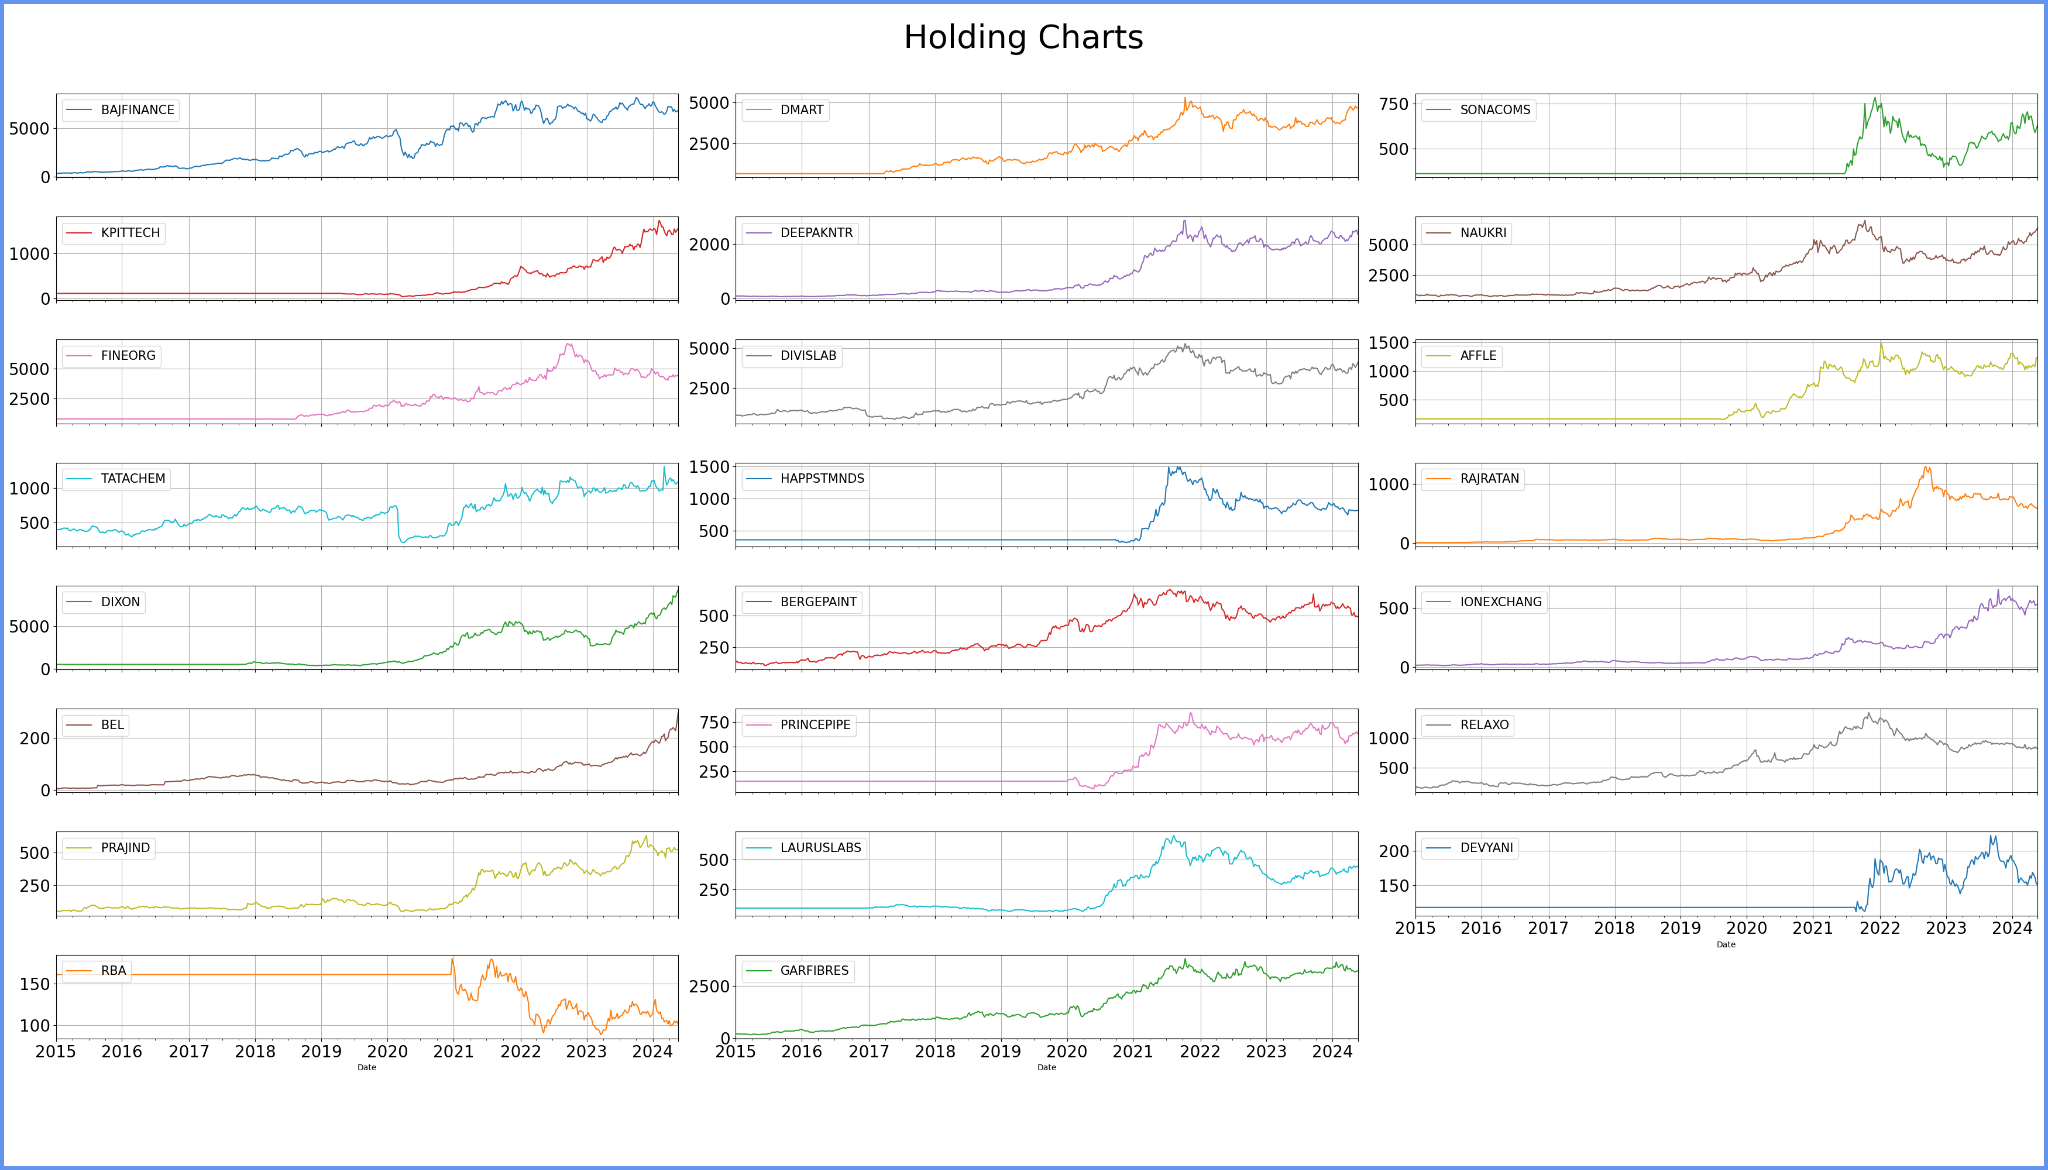 Holding Charts
BAJFINANCE
5000
0
DMART
5000
2500
SONACOMS
750
500
KPITTECH
1000
0
DEEPAKNTR
2000
0
NAUKRI
5000
2500
FINEORG
5000
2500
DIVISLAB
5000
2500
AFFLE
1500
1000
500
TATACHEM
1000
500
HAPPSTMNDS
1500
1000
500
RAJRATAN
1000
0
DIXON
5000
0
BERGEPAINT
500
250
IONEXCHANG
500
0
BEL
200
0
PRINCEPIPE
750
500
250
RELAXO
1000
500
PRAJIND
500
250
LAURUSLABS
500
250
DEVYANI
200
150
2015 2016 2017 2018 2019 2020 2021 2022 2023 2024
Date
RBA
150
100
2015 2016 2017 2018 2019 2020 2021 2022 2023 2024
Date
GARFIBRES
2500
0
2015 2016 2017 2018 2019 2020 2021 2022 2023 2024
Date